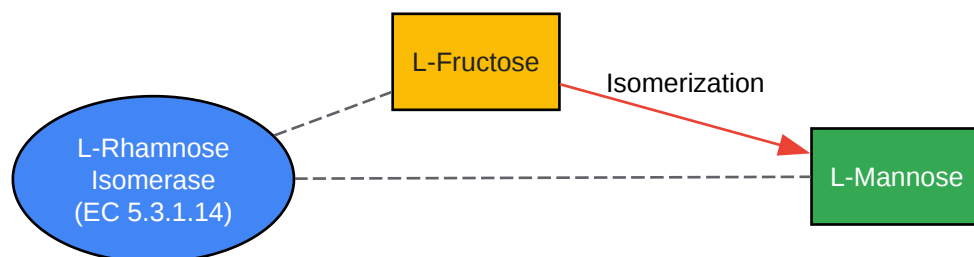 L-Fructose
Isomerization
L-Rhamnose
Isomerase
(EC 5.3.1.14)
L-Mannose